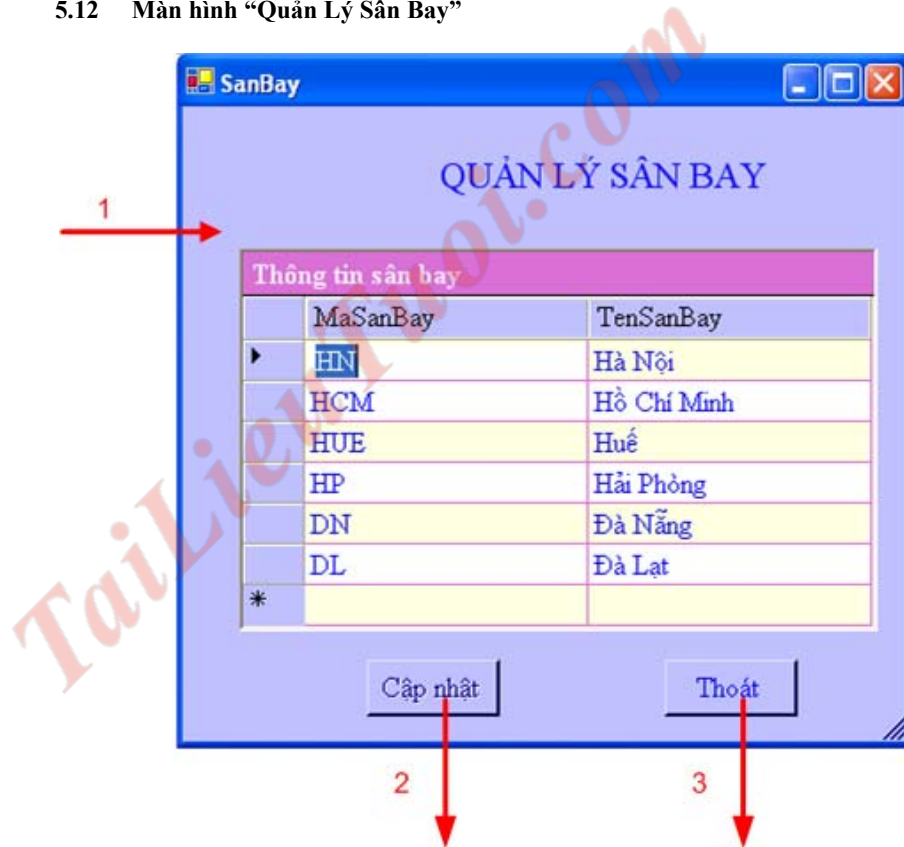 5.12 Màn hình “Quản Lý Sân Bay”
SanBay
QUẢN LÝ SÂN BAY
1
Thông tin sân bay
MaSanBay TenSanBay
HN Hà Nội
HCM Hồ Chí Minh
HUE Huế
HP Hải Phòng
DN Đà Nẵng
DL Đà Lạt
*
Cập nhật Thoát
2 3
TaiLieuTuoi.com